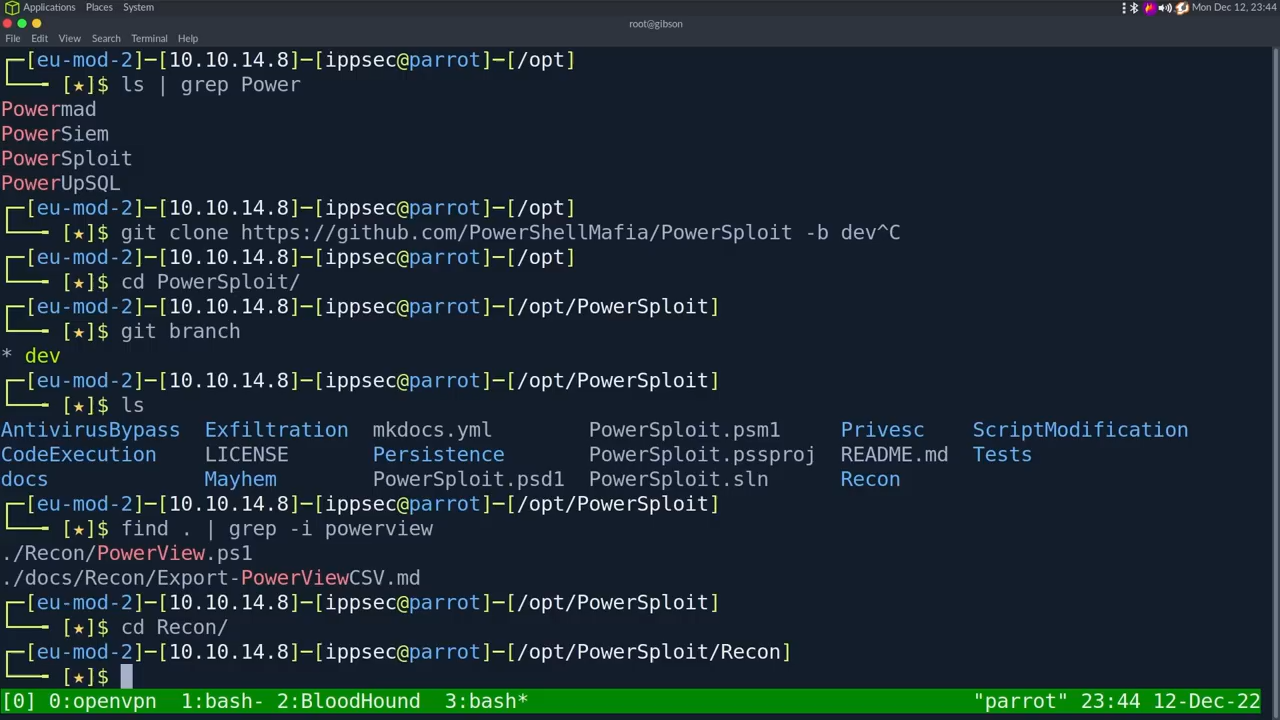 Applications Places System Mon Dec 12, 23:44
root@gibson
File Edit View Search Terminal Help
┌─[eu-mod-2]─[10.10.14.8]─[ippsec@parrot]─[/opt]
└──╼ [★]$ ls | grep Power
Powermad
PowerSiem
PowerSploit
PowerUpSQL
┌─[eu-mod-2]─[10.10.14.8]─[ippsec@parrot]─[/opt]
└──╼ [★]$ git clone https://github.com/PowerShellMafia/PowerSploit -b dev^C
┌─[eu-mod-2]─[10.10.14.8]─[ippsec@parrot]─[/opt]
└──╼ [★]$ cd PowerSploit/
┌─[eu-mod-2]─[10.10.14.8]─[ippsec@parrot]─[/opt/PowerSploit]
└──╼ [★]$ git branch
* dev
┌─[eu-mod-2]─[10.10.14.8]─[ippsec@parrot]─[/opt/PowerSploit]
└──╼ [★]$ ls
AntivirusBypass Exfiltration mkdocs.yml PowerSploit.psm1 Privesc ScriptModification
CodeExecution LICENSE Persistence PowerSploit.pssproj README.md Tests
docs Mayhem PowerSploit.psd1 PowerSploit.sln Recon
┌─[eu-mod-2]─[10.10.14.8]─[ippsec@parrot]─[/opt/PowerSploit]
└──╼ [★]$ find . | grep -i powerview
./Recon/PowerView.ps1
./docs/Recon/Export-PowerViewCSV.md
┌─[eu-mod-2]─[10.10.14.8]─[ippsec@parrot]─[/opt/PowerSploit]
└──╼ [★]$ cd Recon/
┌─[eu-mod-2]─[10.10.14.8]─[ippsec@parrot]─[/opt/PowerSploit/Recon]
└──╼ [★]$
[0] 0:openvpn 1:bash- 2:BloodHound 3:bash* "parrot" 23:44 12-Dec-22